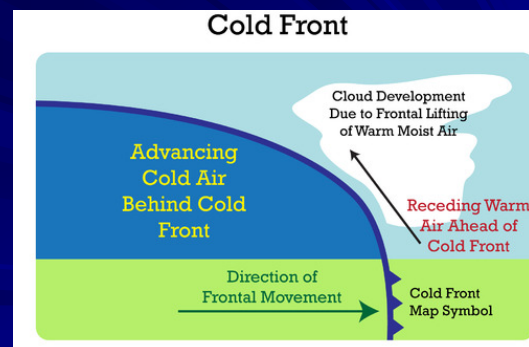 Cold Front
Cloud Development
Due to Frontal Lifting
of Warm Moist Air
Advancing
Cold Air
Behind Cold
Front
Receding Warm
Air Ahead of
Cold Front
Direction of
Frontal Movement
Cold Front
Map Symbol